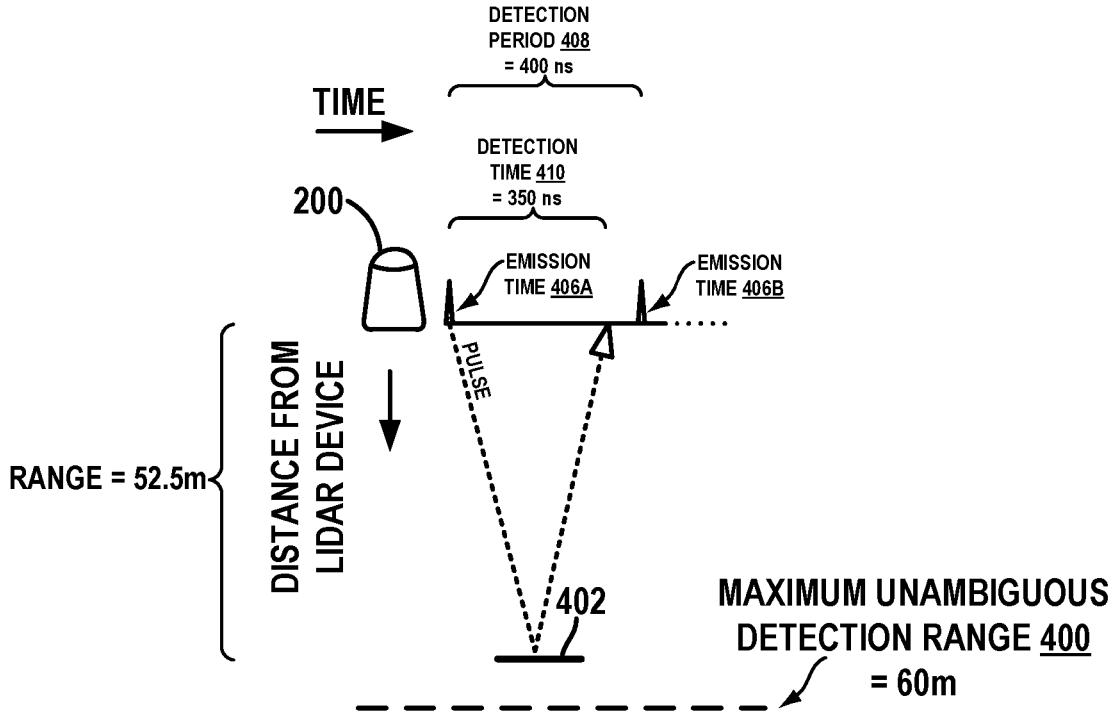 DETECTION
PERIOD 408
= 400 ns
TIME
DETECTION
TIME 410
= 350 ns
200
EMISSION
TIME 406A
EMISSION
TIME 406B
PULSE
DISTANCE FROM
LIDAR DEVICE
RANGE = 52.5m
402
MAXIMUM UNAMBIGUOUS
DETECTION RANGE 400
= 60m